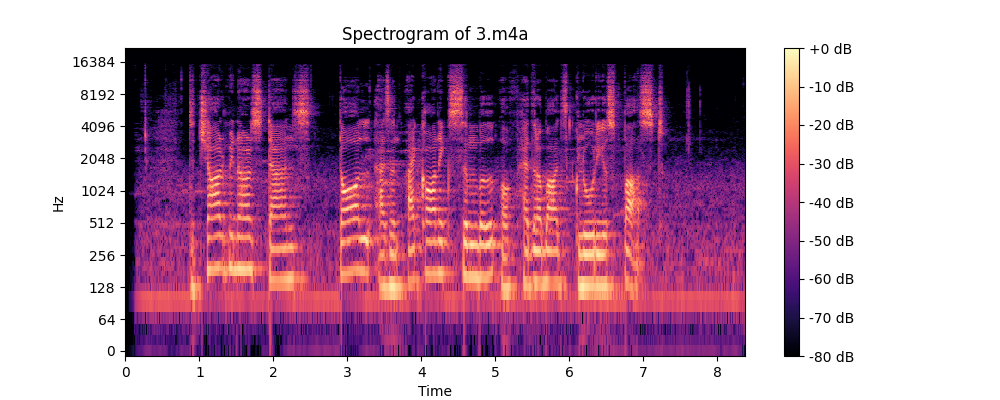 Spectrogram of 3.m4a
16384
8192
4096
2048
1024
512
256
128
64
0
Hz
0 1 2 3 4 5 6 7 8
Time
+0 dB
-10 dB
-20 dB
-30 dB
-40 dB
-50 dB
-60 dB
-70 dB
-80 dB